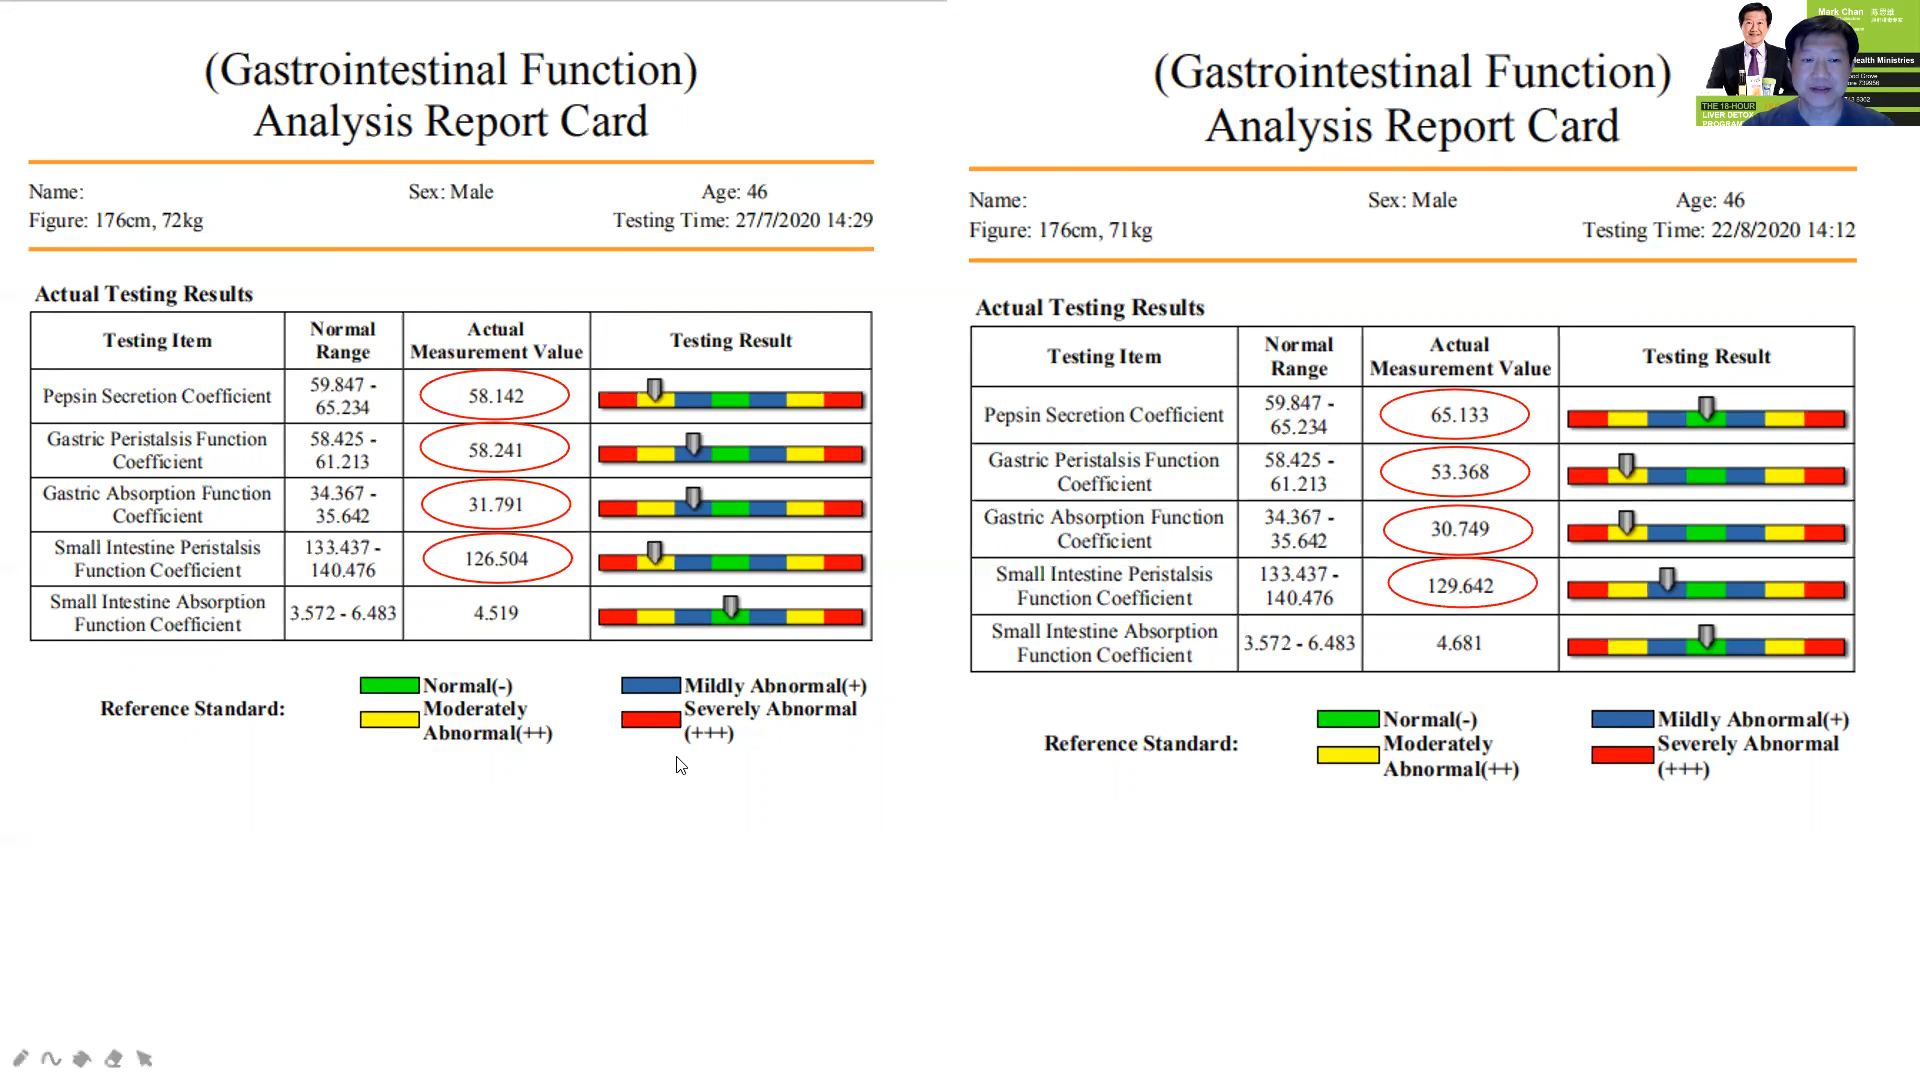 (Gastrointestinal Function)
Analysis Report Card
Name:
Sex: Male
Age: 46
Figure: 176cm, 72kg
Testing Time: 27/7/2020 14:29
Actual Testing Results
Testing Item
Normal
Range
Actual
Measurement Value
Testing Result
Pepsin Secretion Coefficient
59.847 -
65.234
58.142
Gastric Peristalsis Function
Coefficient
58.425 -
61.213
58.241
Gastric Absorption Function
Coefficient
34.367 -
35.642
31.791
Small Intestine Peristalsis
Function Coefficient
133.437 -
140.476
126.504
Small Intestine Absorption
Function Coefficient
3.572 - 6.483
4.519
Reference Standard:
Normal(-)
Mildly Abnormal(+)
Moderately
Abnormal(++)
Severely Abnormal
(+++)
(Gastrointestinal Function)
Analysis Report Card
Name:
Sex: Male
Age: 46
Figure: 176cm, 71kg
Testing Time: 22/8/2020 14:12
Actual Testing Results
Testing Item
Normal
Range
Actual
Measurement Value
Testing Result
Pepsin Secretion Coefficient
59.847 -
65.234
65.133
Gastric Peristalsis Function
Coefficient
58.425 -
61.213
53.368
Gastric Absorption Function
Coefficient
34.367 -
35.642
30.749
Small Intestine Peristalsis
Function Coefficient
133.437 -
140.476
129.642
Small Intestine Absorption
Function Coefficient
3.572 - 6.483
4.681
Reference Standard:
Normal(-)
Mildly Abnormal(+)
Moderately
Abnormal(++)
Severely Abnormal
(+++)
Mark Chan
Health Ministries
THE 18-HOUR
LIVER DETOX
PROGRAM